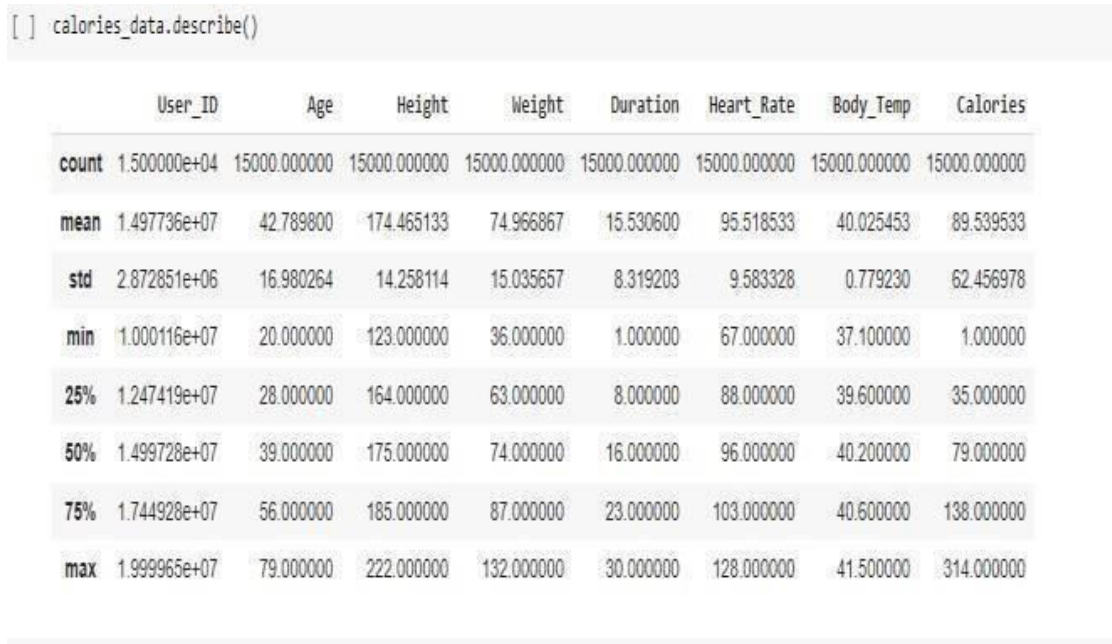 [ ] calories_data.describe()
User_ID Age Height Weight Duration Heart_Rate Body_Temp Calories
count 1.500000e+04 15000.000000 15000.000000 15000.000000 15000.000000 15000.000000 15000.000000 15000.000000
mean 1.497736e+07 42.789800 174.465133 74.966867 15.530600 95.518533 40.025453 89.539533
std 2.872851e+06 16.980264 14.258114 15.035657 8.319203 9.583328 0.779230 62.456978
min 1.000116e+07 20.000000 123.000000 36.000000 1.000000 67.000000 37.100000 1.000000
25% 1.247419e+07 28.000000 164.000000 63.000000 8.000000 88.000000 39.600000 35.000000
50% 1.499728e+07 39.000000 175.000000 74.000000 16.000000 96.000000 40.200000 79.000000
75% 1.744928e+07 56.000000 185.000000 87.000000 23.000000 103.000000 40.600000 138.000000
max 1.999965e+07 79.000000 222.000000 132.000000 30.000000 128.000000 41.500000 314.000000